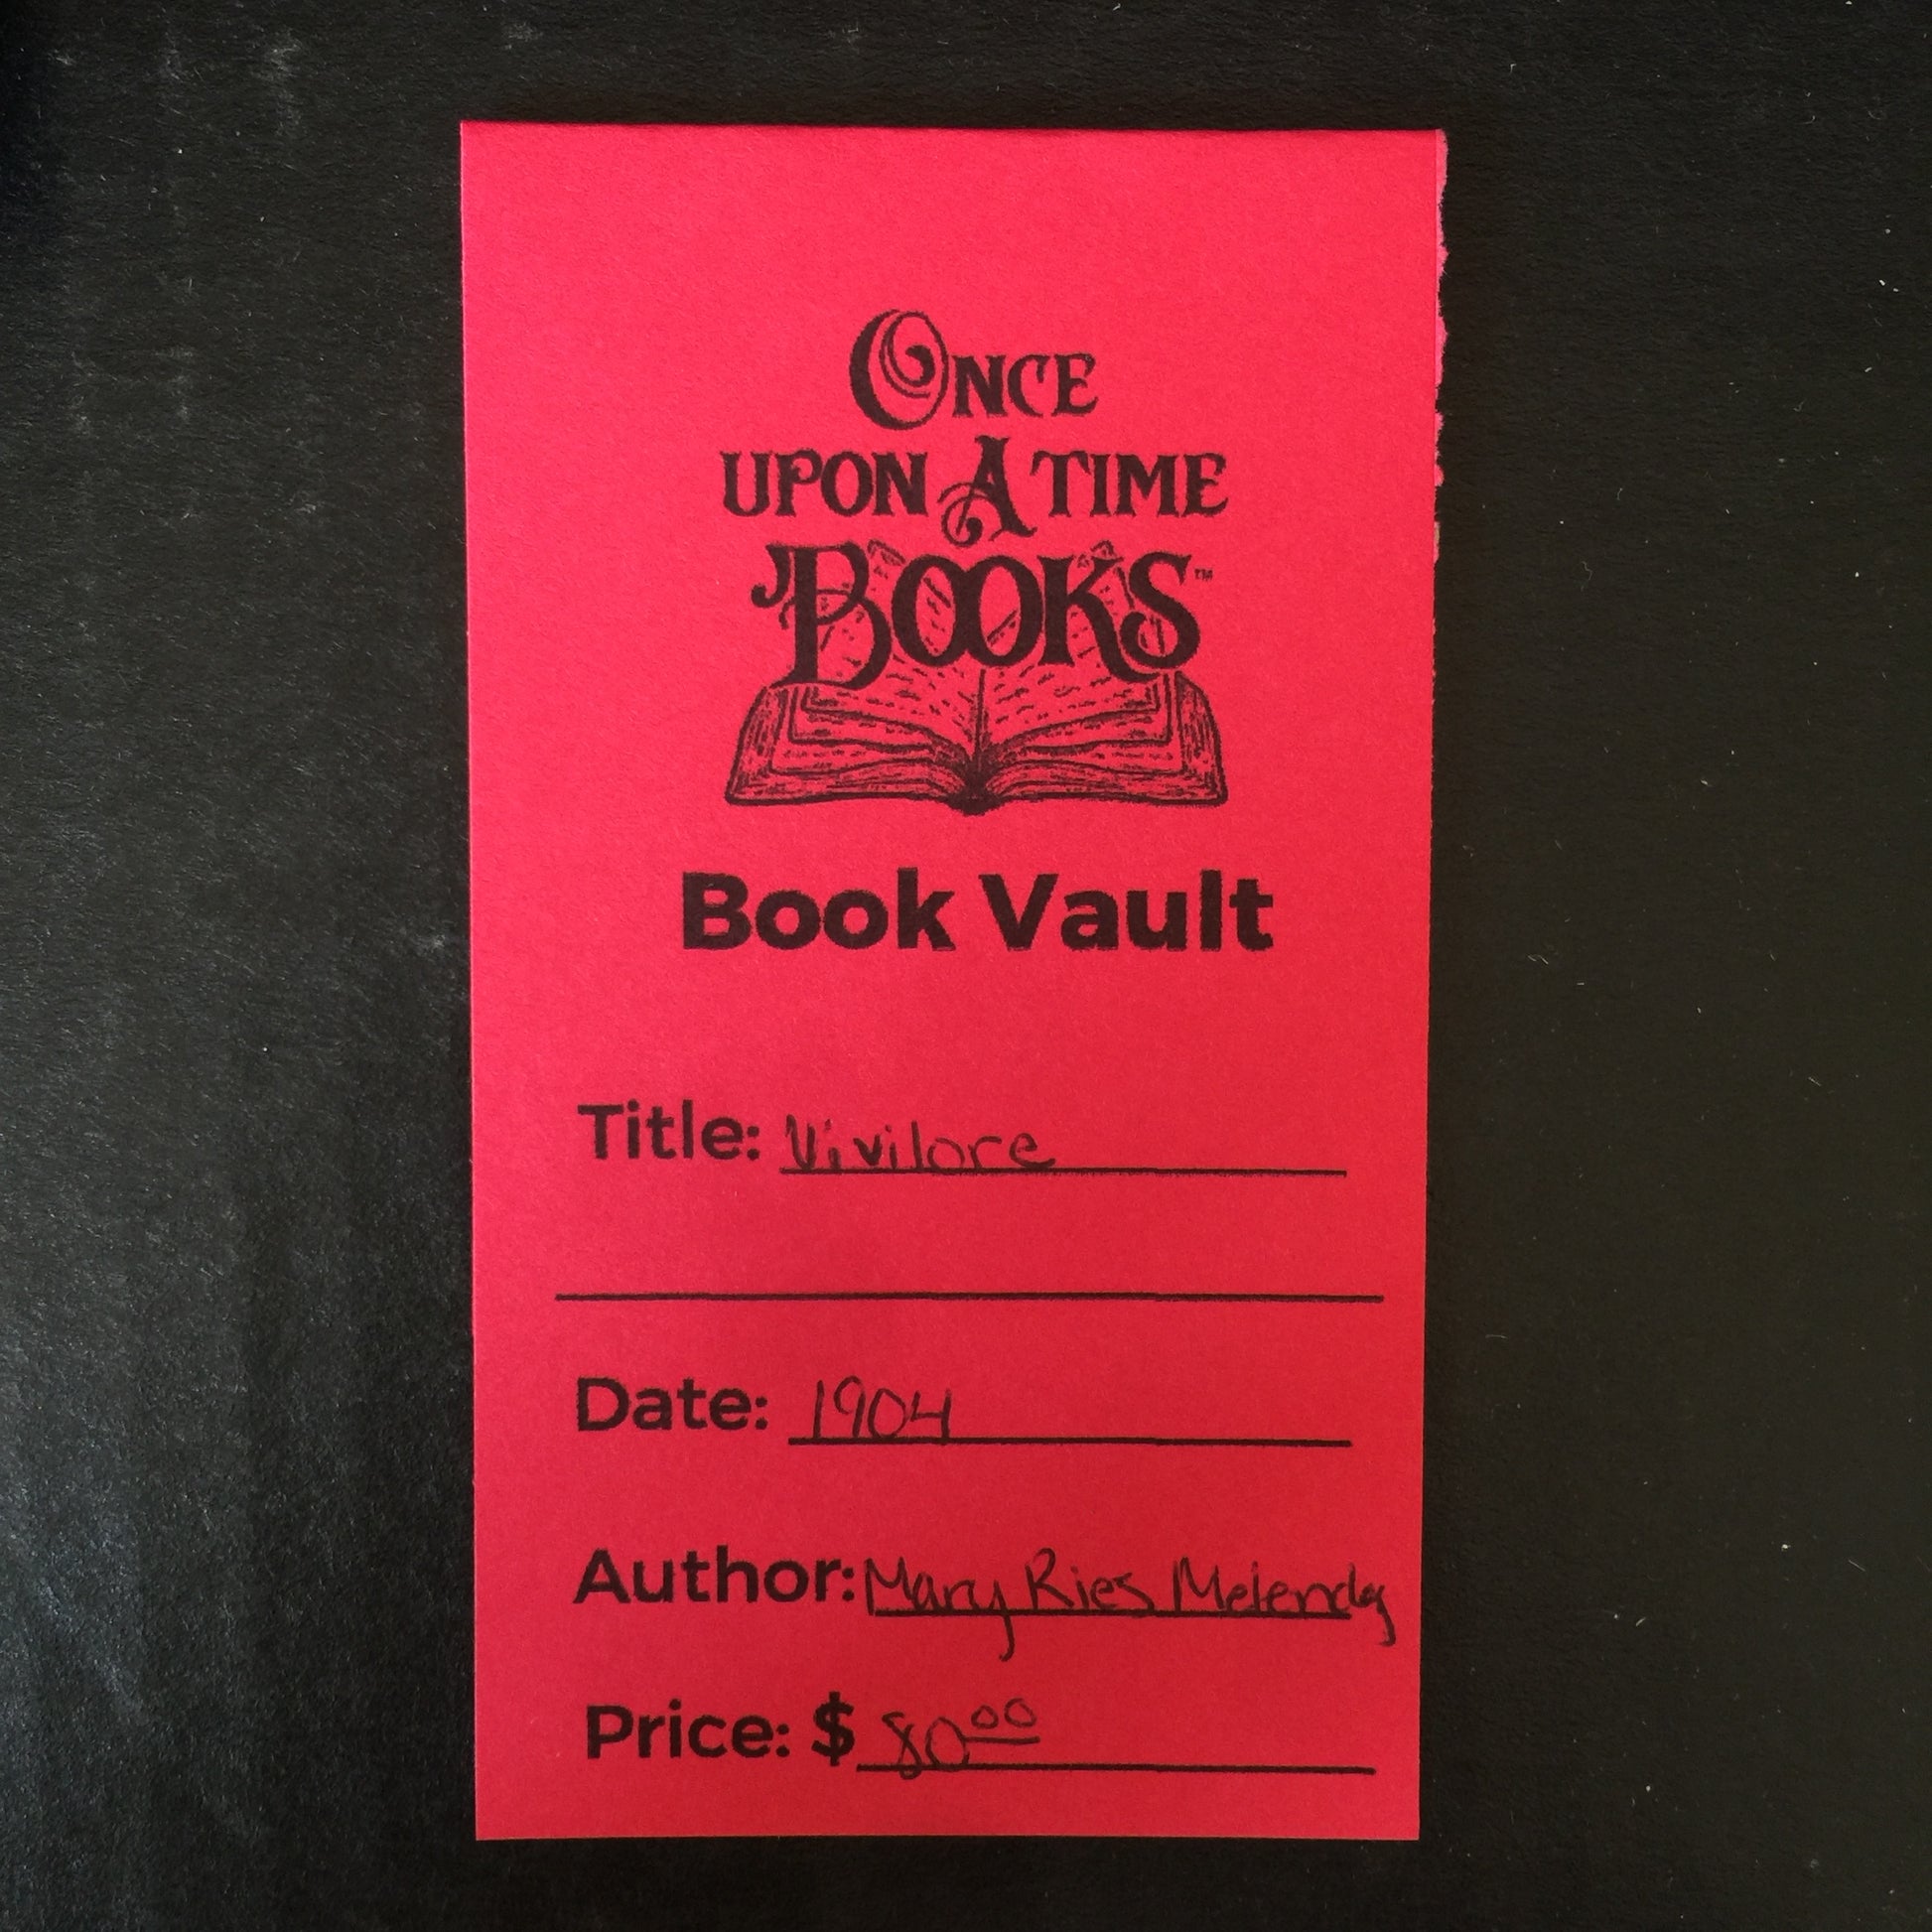 Once
upon A time
Books™
Book Vault
Title: Vivilore
Date: 1904
Author: Mary Ries Melendy
Price: $ 80.00